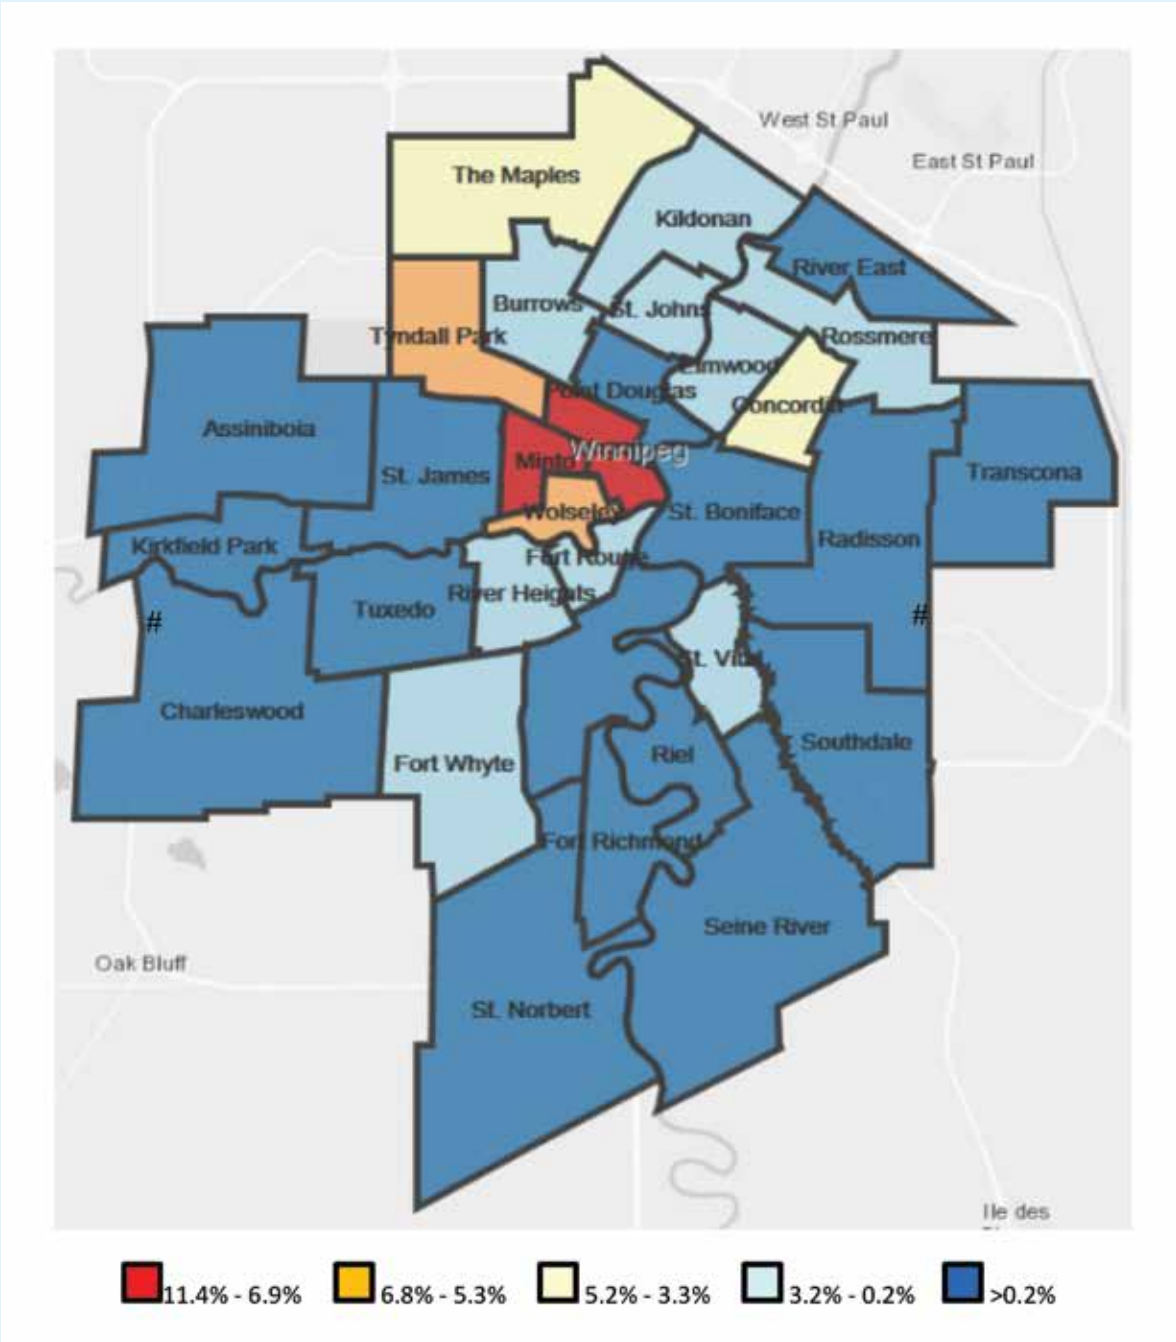 West St Paul
East St Paul
The Maples
Kildonan
River East
Burrows
St. Johns
Tyndall Park
Rossmere
Elmwood
Point Douglas
Concordia
Assiniboia
Winnipeg
Minto
St. James
Transcona
Wolseley
St. Boniface
Radisson
Kirkfield Park
Fort Rouge
River Heights
Tuxedo
#
#
St. Vital
Charleswood
Southdale
Riel
Fort Whyte
Fort Richmond
Seine River
Oak Bluff
St. Norbert
Ile des
11.4% - 6.9%
6.8% - 5.3%
5.2% - 3.3%
3.2% - 0.2%
>0.2%